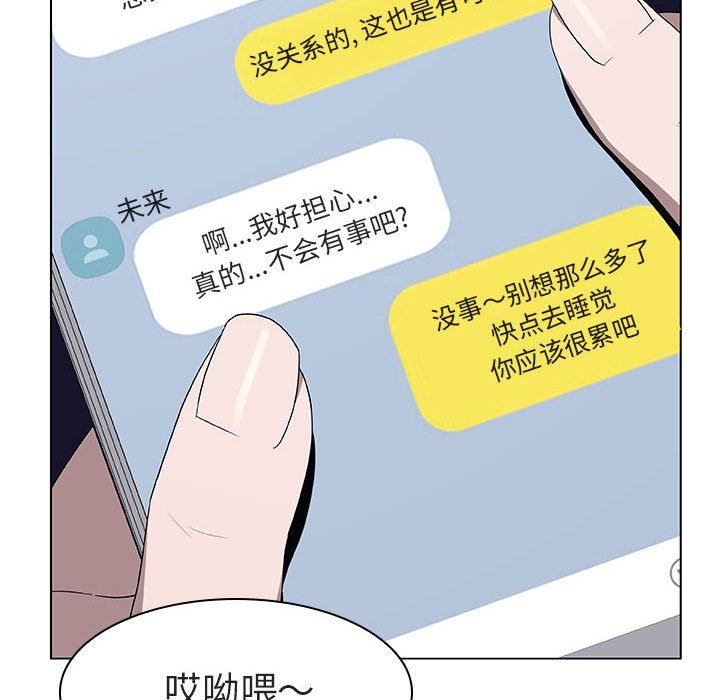 没关系的, 这也是有可
未来
啊...我好担心...
真的...不会有事吧?
没事～别想那么多了
快点去睡觉
你应该很累吧
哎呦喂～